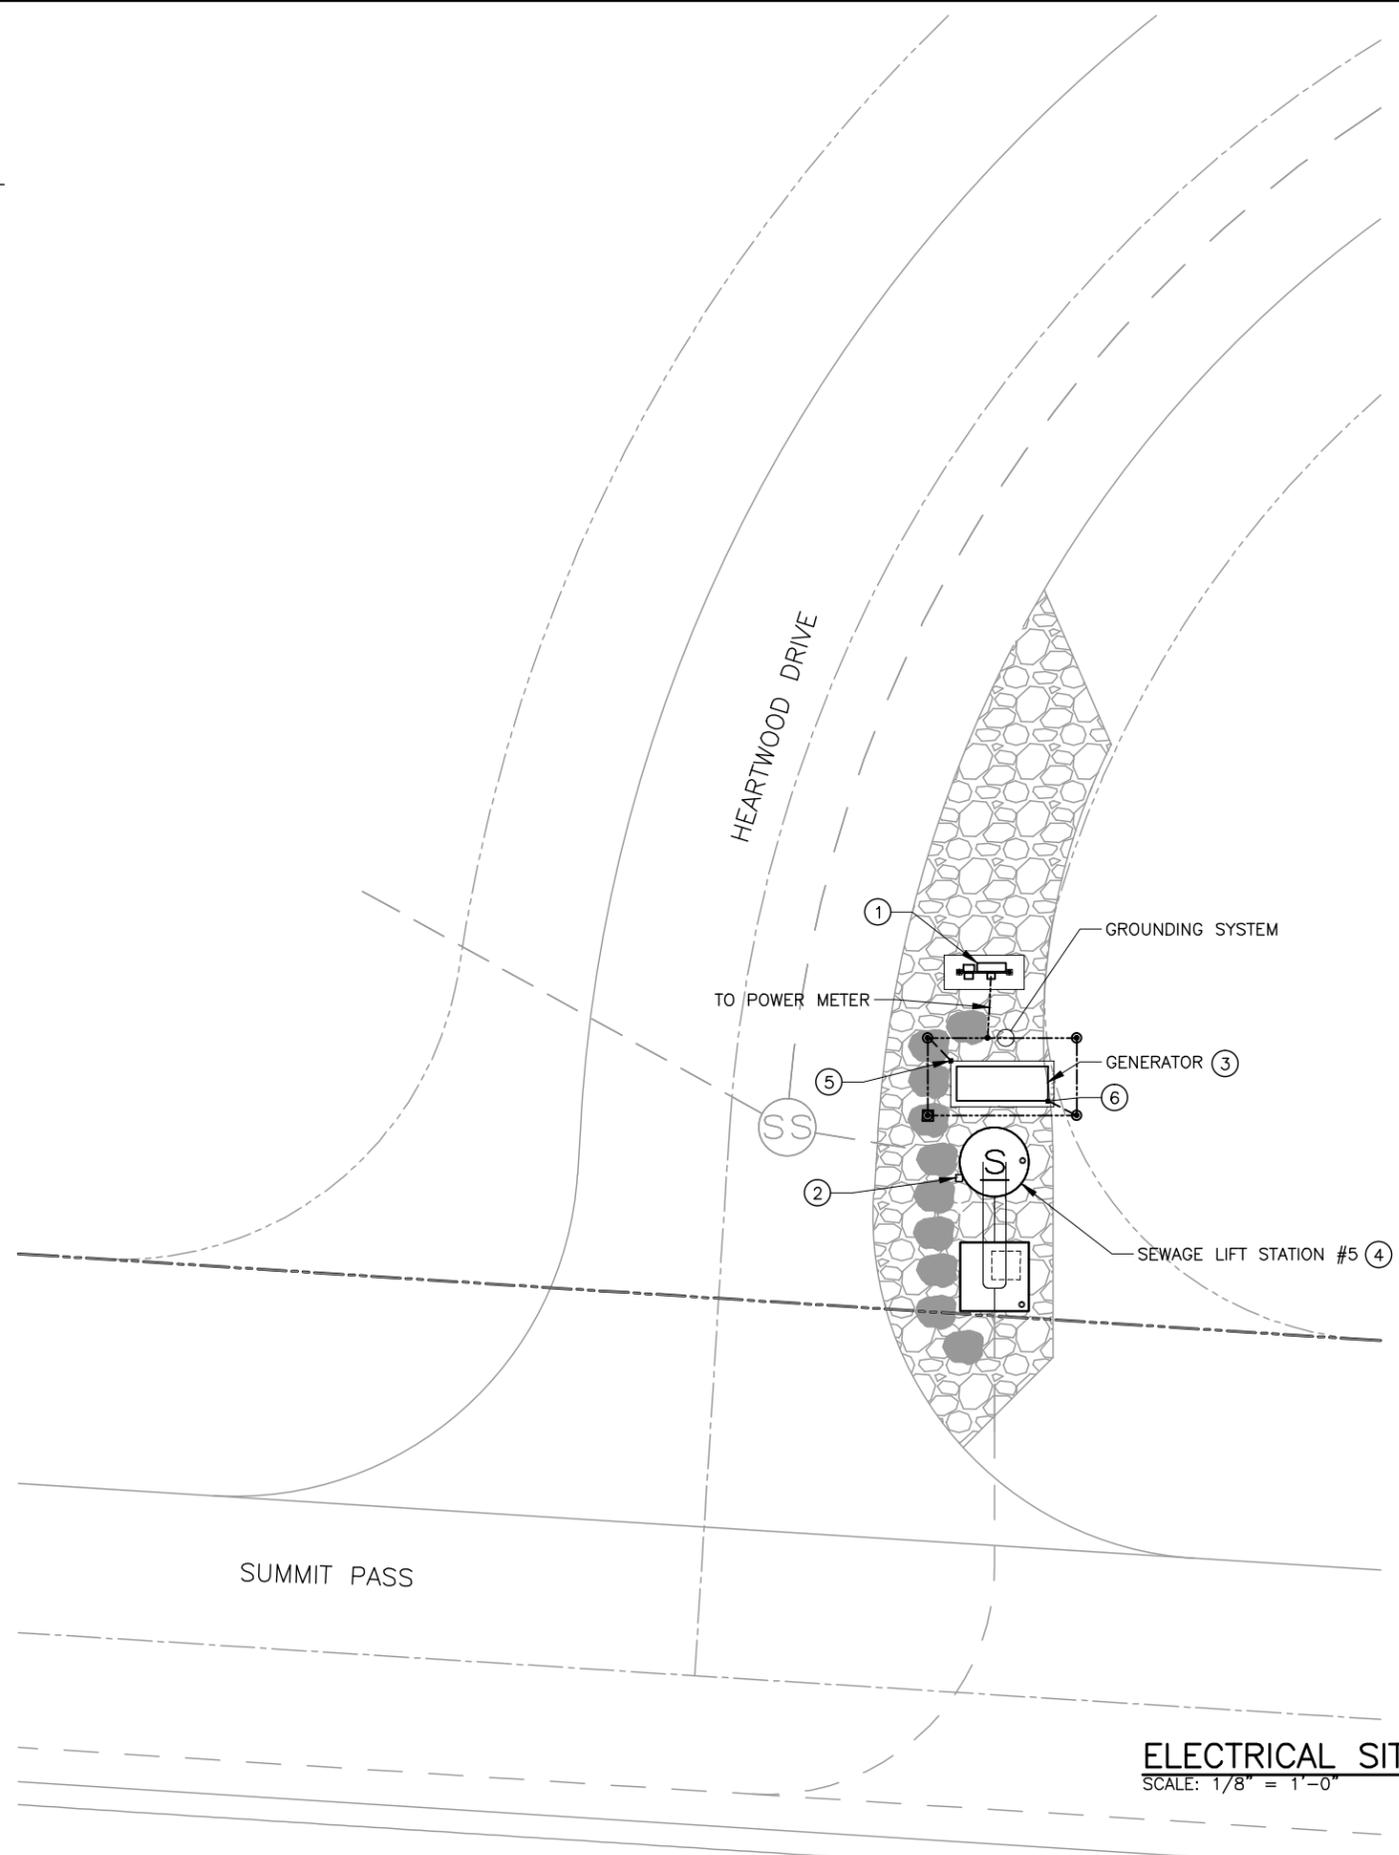 HEARTWOOD DRIVE
1
GROUNDING SYSTEM
TO POWER METER
GENERATOR 3
5
6
SS
S
2
SEWAGE LIFT STATION #5 4
SUMMIT PASS
ELECTRICAL SIT
SCALE: 1/8" = 1'-0"